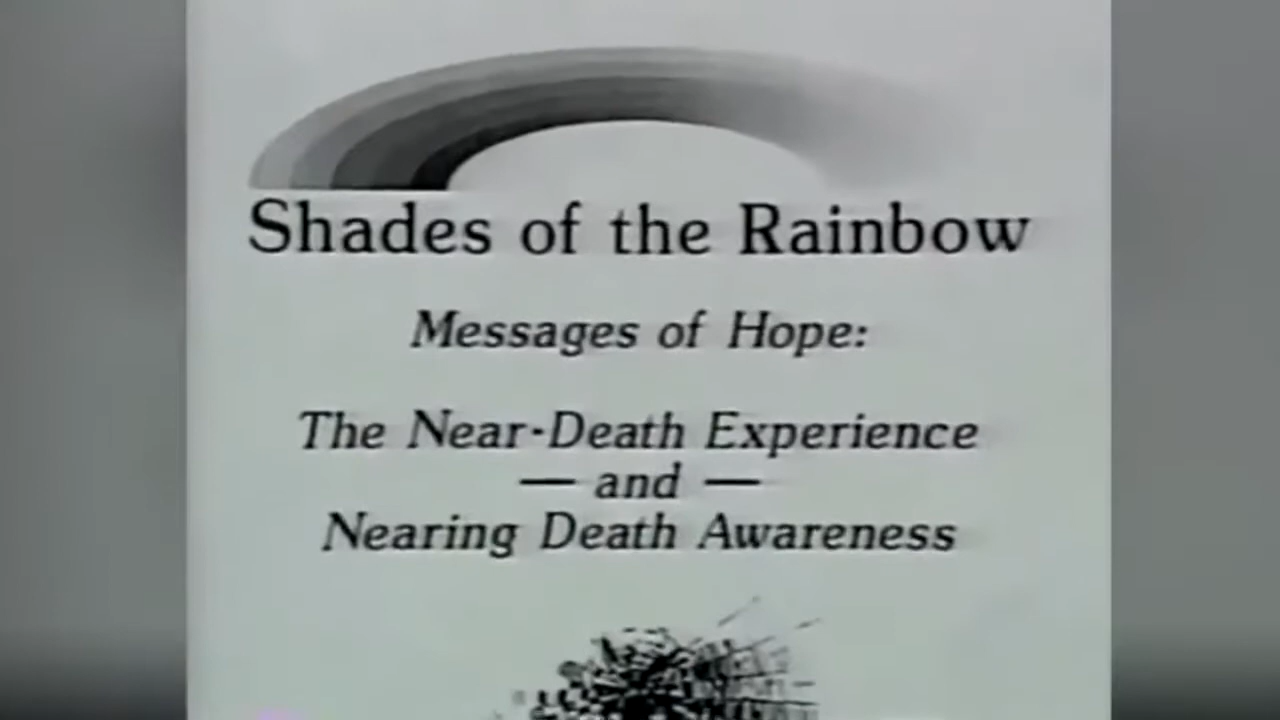 Shades of the Rainbow
Messages of Hope:
The Near-Death Experience
— and —
Nearing Death Awareness